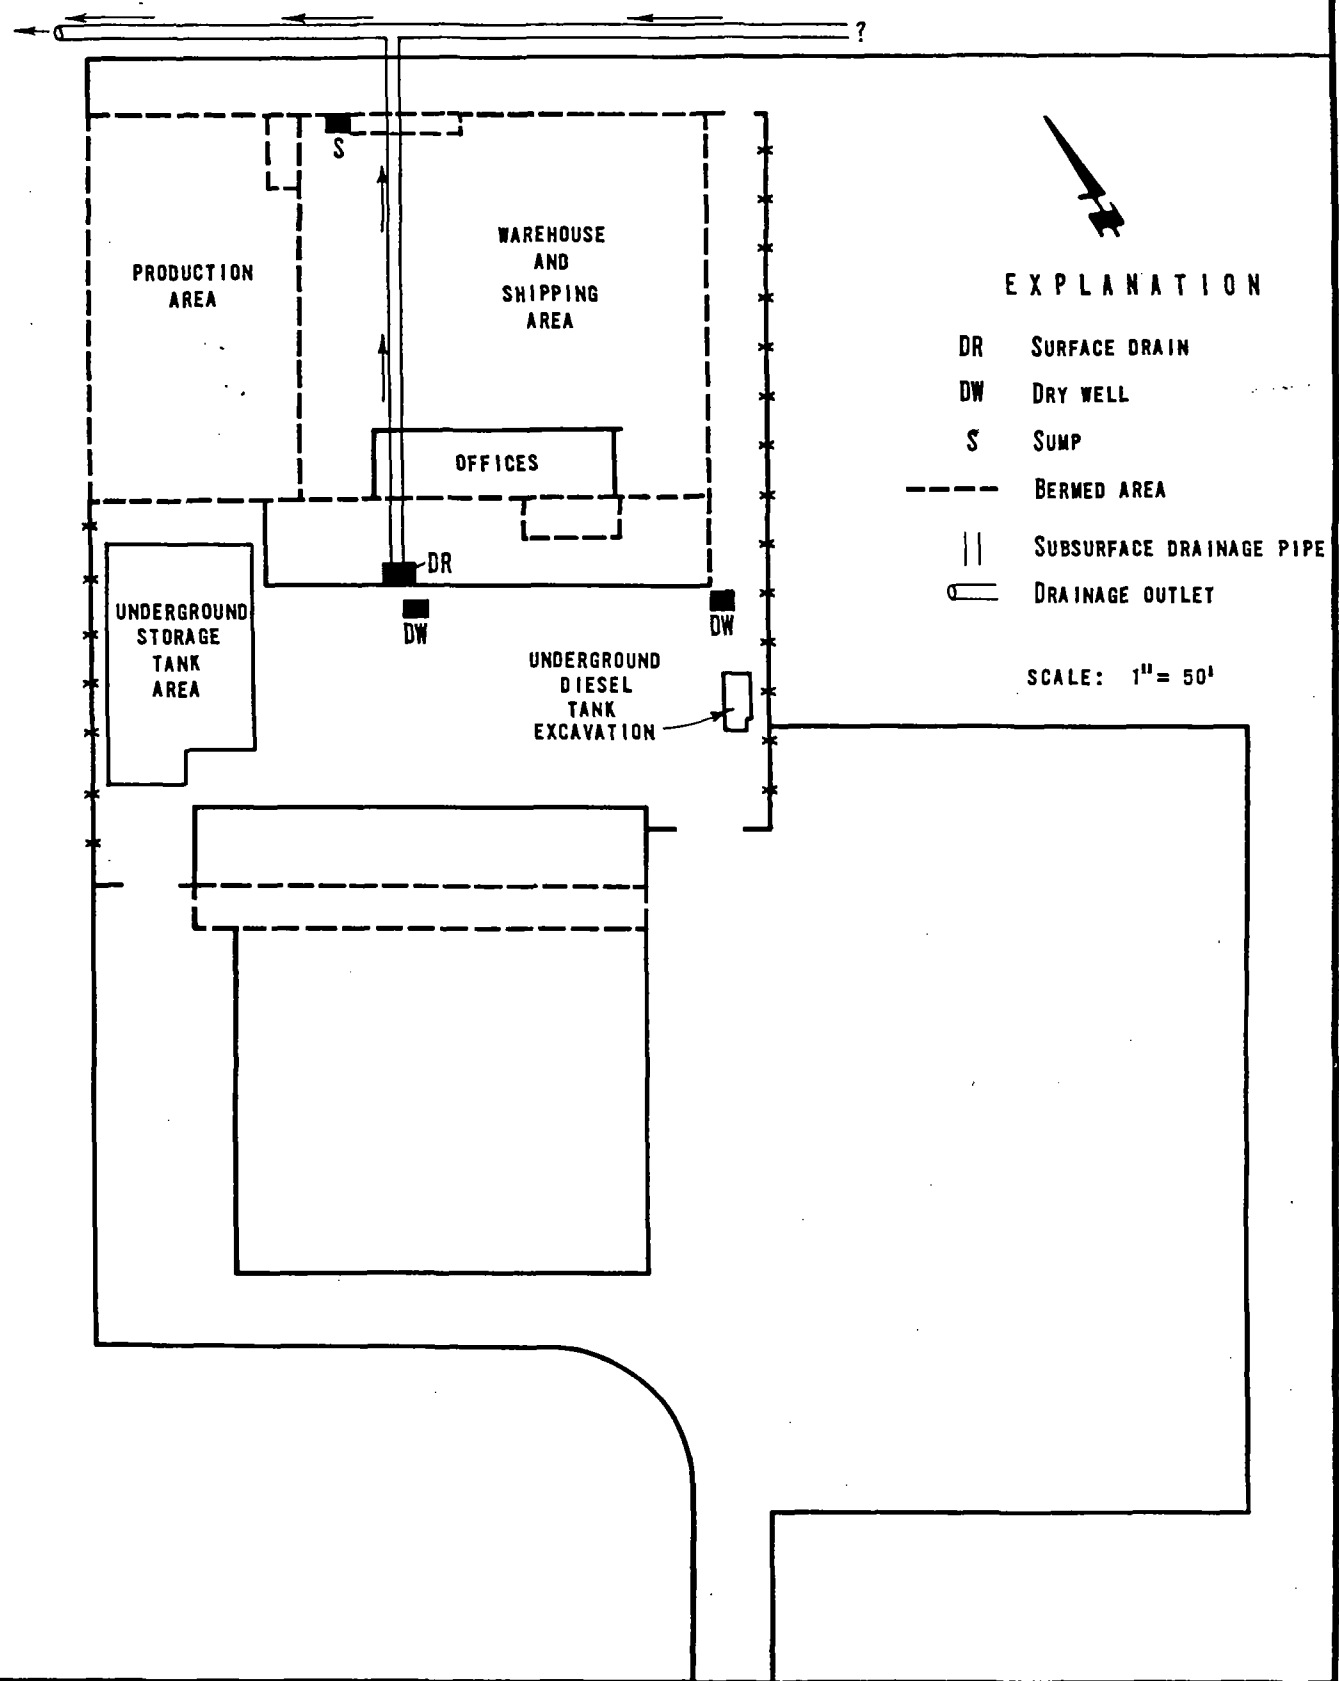 ?
S
PRODUCTION
AREA
WAREHOUSE
AND
SHIPPING
AREA
OFFICES
DR
DW
DW
UNDERGROUND
STORAGE
TANK
AREA
UNDERGROUND
DIESEL
TANK
EXCAVATION
EXPLANATION
DR SURFACE DRAIN
DW DRY WELL
S SUMP
BERMED AREA
SUBSURFACE DRAINAGE PIPE
DRAINAGE OUTLET
SCALE: 1"= 50'